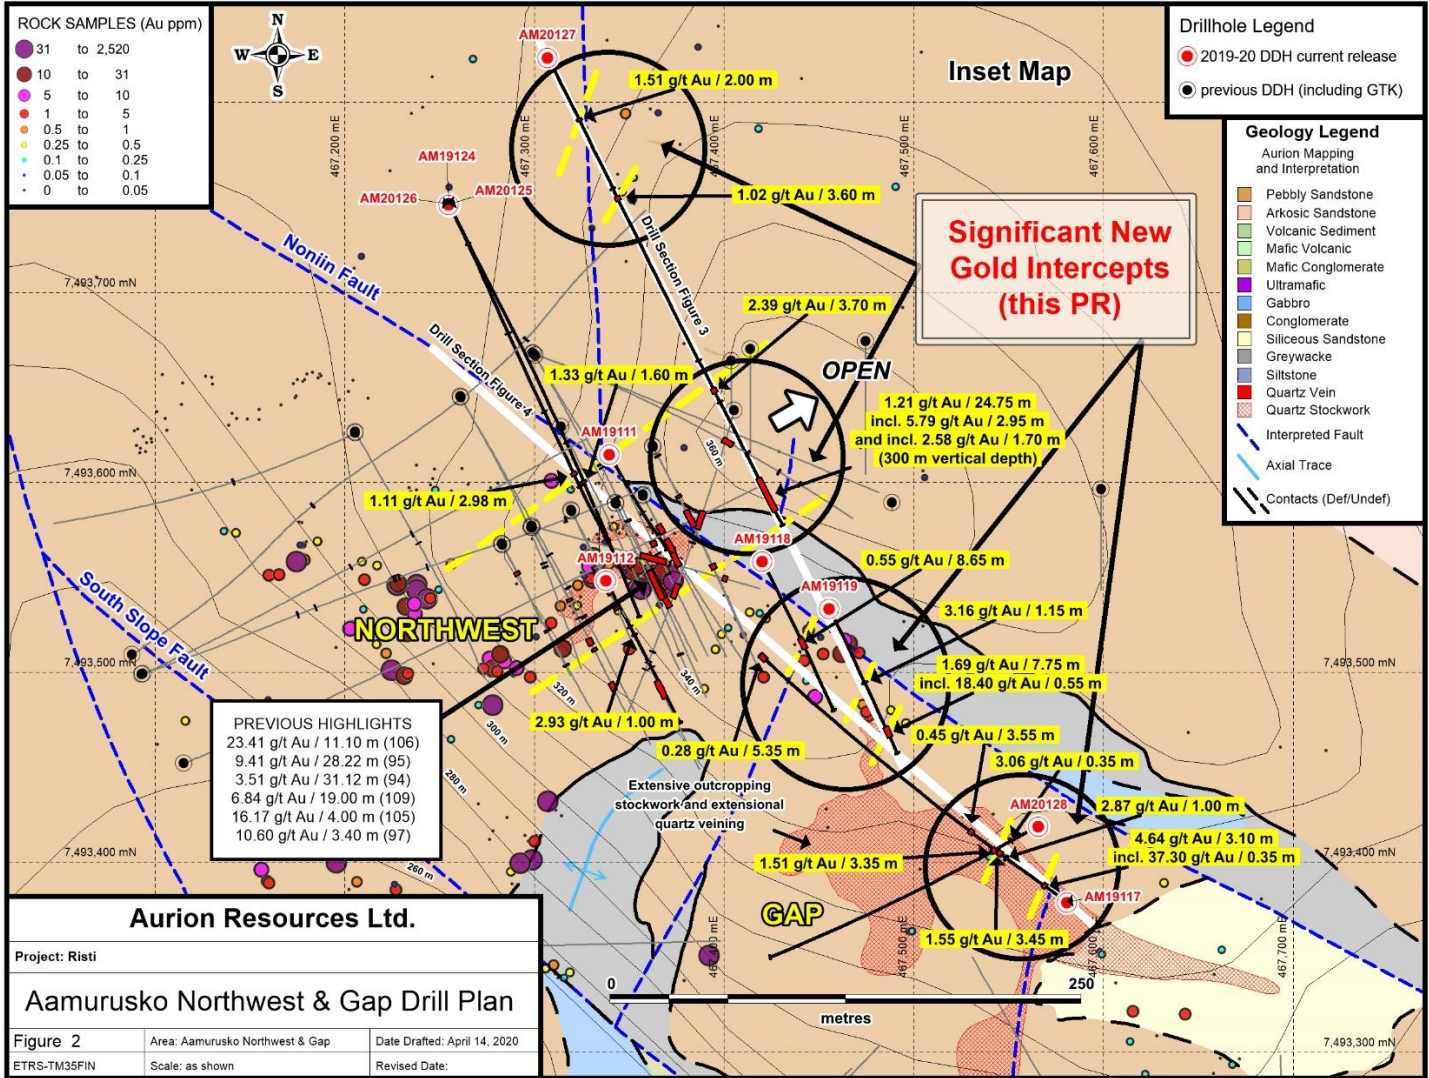 ROCK SAMPLES (Au ppm)
31 to 2,520
10 to 31
5 to 10
1 to 5
0.5 to 1
0.25 to 0.5
0.1 to 0.25
0.05 to 0.1
0 to 0.05
N
W E
S
Inset Map
Drillhole Legend
2019-20 DDH current release
previous DDH (including GTK)
Geology Legend
Aurion Mapping
and Interpretation
Pebbly Sandstone
Arkosic Sandstone
Volcanic Sediment
Mafic Volcanic
Mafic Conglomerate
Ultramafic
Gabbro
Conglomerate
Siliceous Sandstone
Greywacke
Siltstone
Quartz Vein
Quartz Stockwork
Interpreted Fault
Axial Trace
Contacts (Def/Undef)
AM20127
1.51 g/t Au / 2.00 m
467,200 mE
467,300 mE
467,400 mE
467,500 mE
467,600 mE
AM19124
AM20126
AM20125
1.02 g/t Au / 3.60 m
Significant New
Gold Intercepts
(this PR)
Noniin Fault
Drill Section Figure 3
7,493,700 mN
2.39 g/t Au / 3.70 m
Drill Section Figure 4
1.33 g/t Au / 1.60 m
OPEN
1.21 g/t Au / 24.75 m
incl. 5.79 g/t Au / 2.95 m
and incl. 2.58 g/t Au / 1.70 m
(300 m vertical depth)
AM19111
360 m
7,493,600 mN
7,493,600 mN
1.11 g/t Au / 2.98 m
AM19118
AM19112
0.55 g/t Au / 8.65 m
AM19119
South Slope Fault
3.16 g/t Au / 1.15 m
NORTHWEST
7,493,500 mN
7,493,500 mN
1.69 g/t Au / 7.75 m
incl. 18.40 g/t Au / 0.55 m
340 m
320 m
300 m
280 m
260 m
2.93 g/t Au / 1.00 m
0.28 g/t Au / 5.35 m
0.45 g/t Au / 3.55 m
PREVIOUS HIGHLIGHTS
23.41 g/t Au / 11.10 m (106)
9.41 g/t Au / 28.22 m (95)
3.51 g/t Au / 31.12 m (94)
6.84 g/t Au / 19.00 m (109)
16.17 g/t Au / 4.00 m (105)
10.60 g/t Au / 3.40 m (97)
Extensive outcropping
stockwork and extensional
quartz veining
3.06 g/t Au / 0.35 m
AM20128
2.87 g/t Au / 1.00 m
4.64 g/t Au / 3.10 m
incl. 37.30 g/t Au / 0.35 m
7,493,400 mN
7,493,400 mN
1.51 g/t Au / 3.35 m
AM19117
GAP
1.55 g/t Au / 3.45 m
467,400 mE
467,500 mE
467,600 mE
467,700 mE
0 250
metres
7,493,300 mN
Aurion Resources Ltd.
Project: Risti
Aamurusko Northwest & Gap Drill Plan
Figure 2
Area: Aamurusko Northwest & Gap
Date Drafted: April 14, 2020
ETRS-TM35FIN
Scale: as shown
Revised Date: